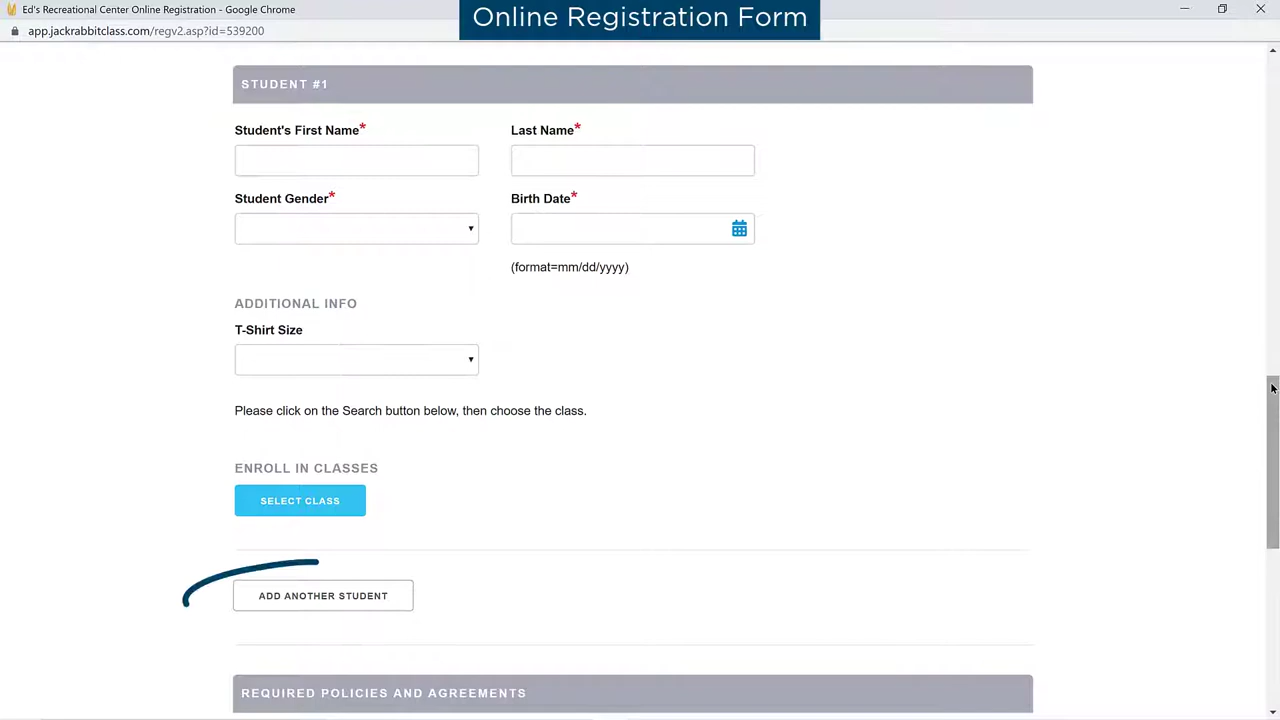 Ed's Recreational Center Online Registration - Google Chrome
Online Registration Form
app.jackrabbitclass.com/regv2.asp?id=539200
STUDENT #1
Student's First Name* Last Name*
Student Gender* Birth Date*
(format=mm/dd/yyyy)
ADDITIONAL INFO
T-Shirt Size
Please click on the Search button below, then choose the class.
ENROLL IN CLASSES
SELECT CLASS
ADD ANOTHER STUDENT
REQUIRED POLICIES AND AGREEMENTS